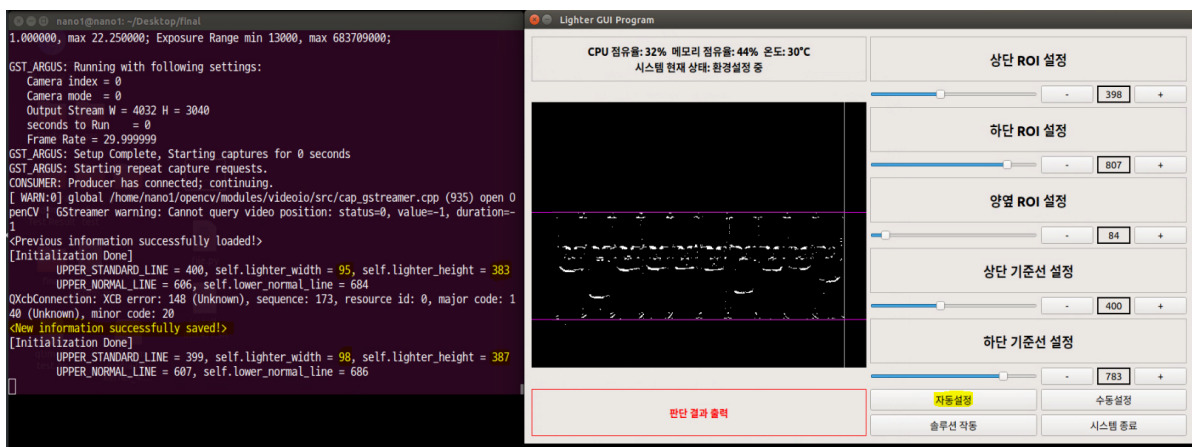 nano1@nano1: ~/Desktop/final
1.000000, max 22.250000; Exposure Range min 13000, max 683709000;
GST_ARGUS: Running with following settings:
Camera index = 0
Camera mode = 0
Output Stream W = 4032 H = 3040
seconds to Run = 0
Frame Rate = 29.999999
GST_ARGUS: Setup Complete, Starting captures for 0 seconds
GST_ARGUS: Starting repeat capture requests.
CONSUMER: Producer has connected; continuing.
[ WARN:0] global /home/nano1/opencv/modules/videoio/src/cap_gstreamer.cpp (935) open O
penCV | GStreamer warning: Cannot query video position: status=0, value=-1, duration=-
1
<Previous information successfully loaded!>
[Initialization Done]
UPPER_STANDARD_LINE = 400, self.lighter_width = 95, self.lighter_height = 383
UPPER_NORMAL_LINE = 606, self.lower_normal_line = 684
QXcbConnection: XCB error: 148 (Unknown), sequence: 173, resource id: 0, major code: 1
40 (Unknown), minor code: 20
<New information successfully saved!>
[Initialization Done]
UPPER_STANDARD_LINE = 399, self.lighter_width = 98, self.lighter_height = 387
UPPER_NORMAL_LINE = 607, self.lower_normal_line = 686
Lighter GUI Program
CPU 점유율: 32% 메모리 점유율: 44% 온도: 30°C
시스템 현재 상태: 환경설정 중
판단 결과 출력
상단 ROI 설정
- 398 +
하단 ROI 설정
- 807 +
양옆 ROI 설정
- 84 +
상단 기준선 설정
- 400 +
하단 기준선 설정
- 783 +
자동설정 수동설정
솔루션 작동 시스템 종료